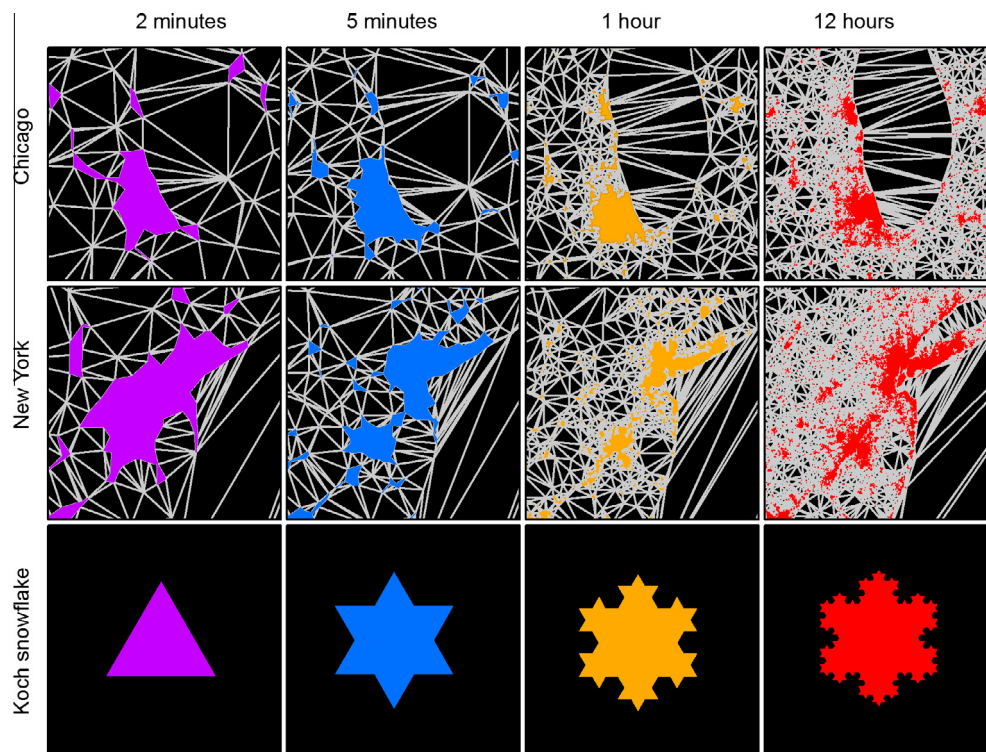 2 minutes
5 minutes
1 hour
12 hours
Chicago
New York
Koch snowflake